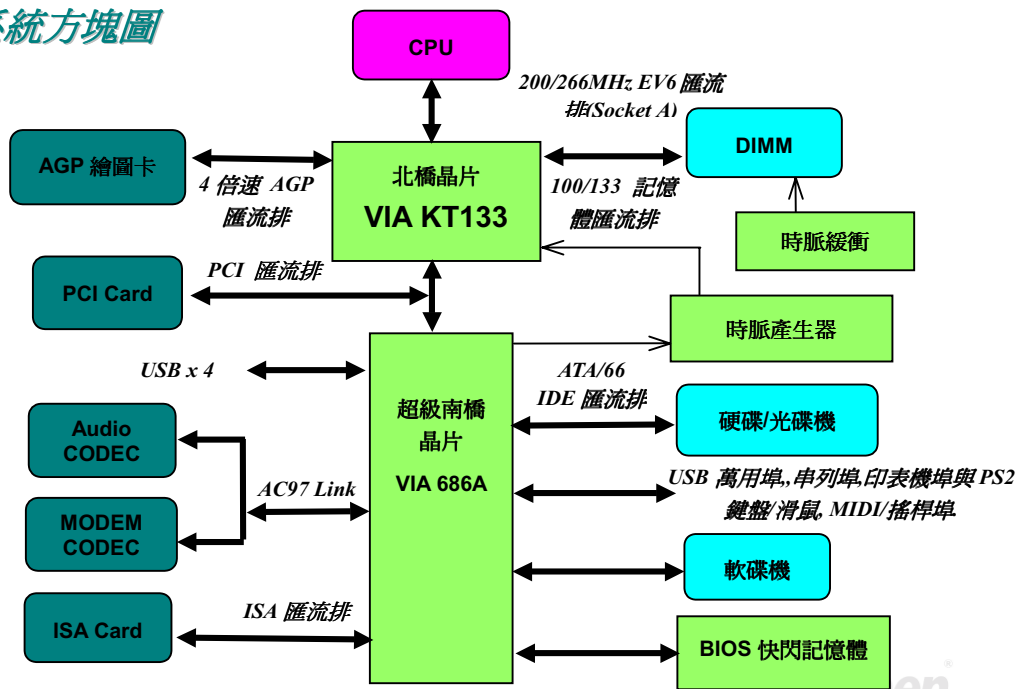 系統方塊圖
CPU
200/266MHz EV6 匯流
排(Socket A)
AGP 繪圖卡
4 倍速 AGP
匯流排
北橋晶片
VIA KT133
DIMM
100/133 記憶
體匯流排
時脈緩衝
PCI Card
PCI 匯流排
時脈產生器
USB x 4
ATA/66
IDE 匯流排
超級南橋
晶片
VIA 686A
硬碟/光碟機
Audio
CODEC
AC97 Link
MODEM
CODEC
USB 萬用埠,,串列埠,印表機埠與 PS2
鍵盤/滑鼠, MIDI/搖桿埠.
軟碟機
ISA Card
ISA 匯流排
BIOS 快閃記憶體